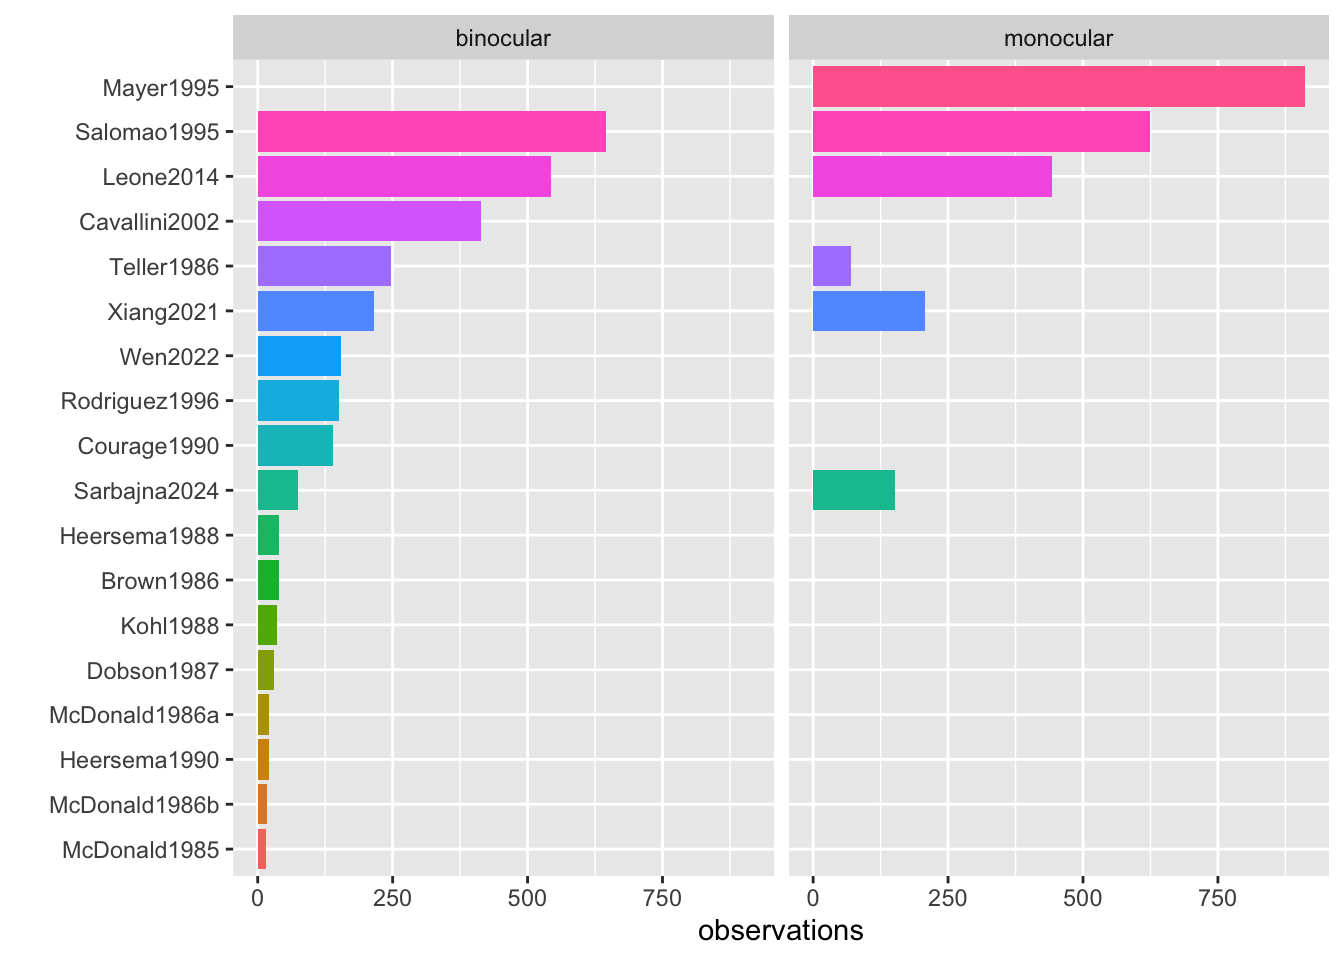 binocular
monocular
Mayer1995
Salomao1995
Leone2014
Cavallini2002
Teller1986
Xiang2021
Wen2022
Rodriguez1996
Courage1990
Sarbajna2024
Heersema1988
Brown1986
Kohl1988
Dobson1987
McDonald1986a
Heersema1990
McDonald1986b
McDonald1985
0 250 500 750
0 250 500 750
observations